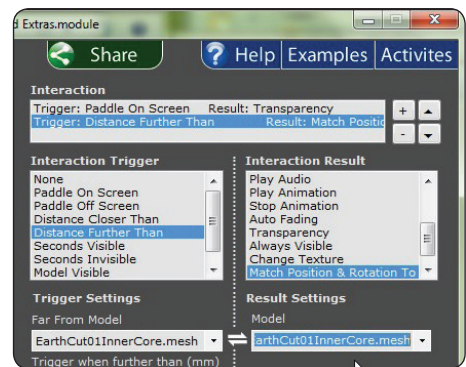 d Extras.module
Share
Help Examples Activites
Interaction
Trigger: Paddle On Screen Result: Transparency
Trigger: Distance Further Than Result: Match Positic
Interaction Trigger
None
Paddle On Screen
Paddle Off Screen
Distance Closer Than
Distance Further Than
Seconds Visible
Seconds Invisible
Model Visible
Interaction Result
Play Audio
Play Animation
Stop Animation
Auto Fading
Transparency
Always Visible
Change Texture
Match Position & Rotation To
Trigger Settings
Far From Model
EarthCut01InnerCore.mesh
Trigger when further than (mm)
Result Settings
Model
arthCut01InnerCore.mesh